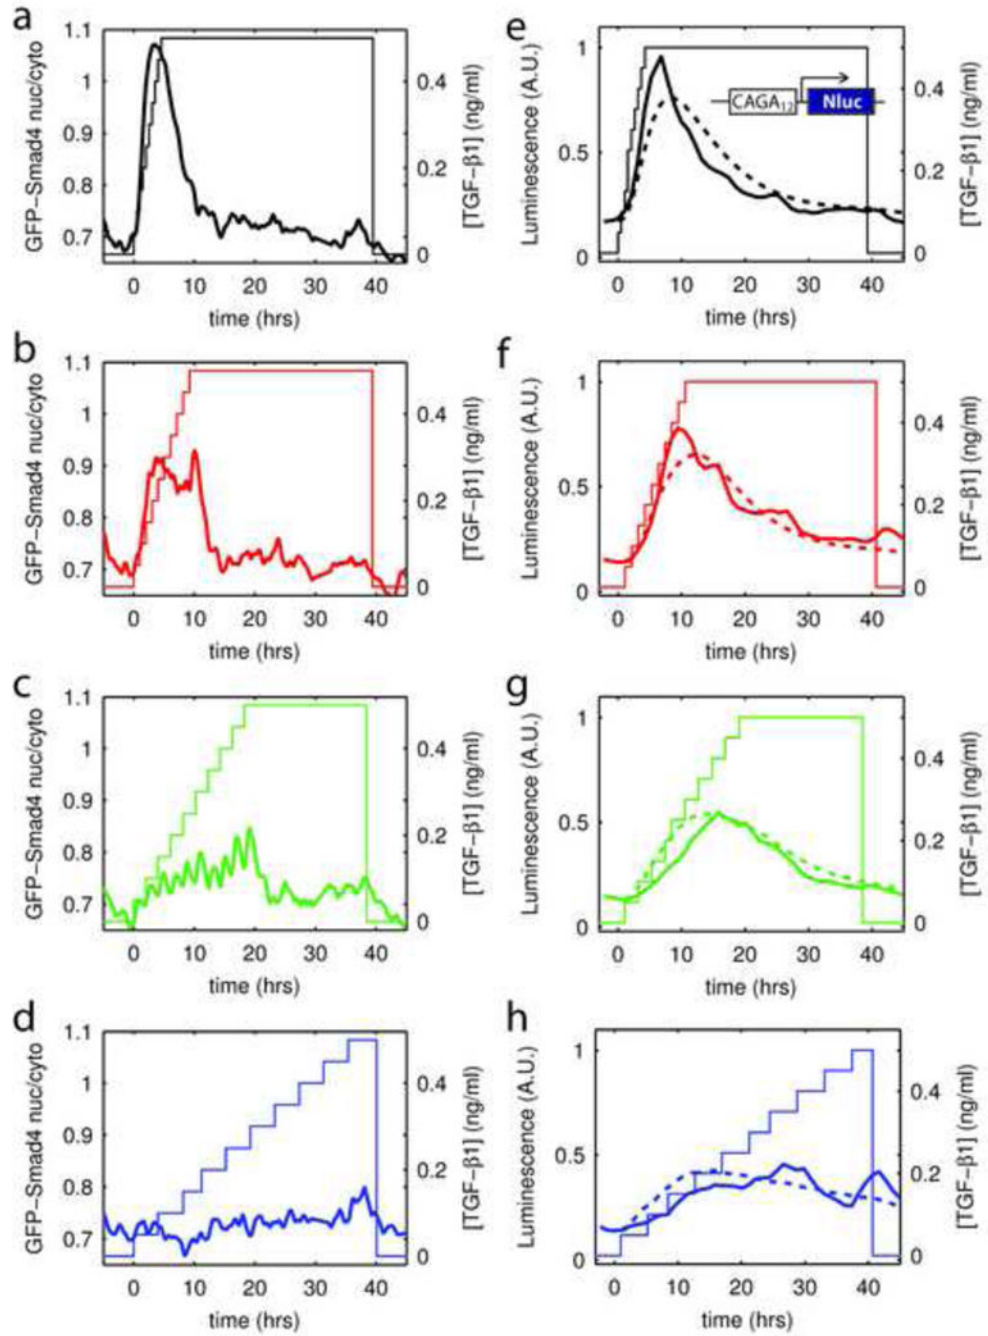 a
1.1
1
0.9
0.8
0.7
GFP-Smad4 nuc/cyto
0.4
0.2
0
[TGF-β1] (ng/ml)
0 10 20 30 40
time (hrs)
e
1
0.5
0
Luminescence (A.U.)
CAGA12 Nluc
0.4
0.2
0
[TGF-β1] (ng/ml)
0 10 20 30 40
time (hrs)
b
1.1
1
0.9
0.8
0.7
GFP-Smad4 nuc/cyto
0.4
0.2
0
[TGF-β1] (ng/ml)
0 10 20 30 40
time (hrs)
f
1
0.5
0
Luminescence (A.U.)
0.4
0.2
0
[TGF-β1] (ng/ml)
0 10 20 30 40
time (hrs)
c
1.1
1
0.9
0.8
0.7
GFP-Smad4 nuc/cyto
0.4
0.2
0
[TGF-β1] (ng/ml)
0 10 20 30 40
time (hrs)
g
1
0.5
0
Luminescence (A.U.)
0.4
0.2
0
[TGF-β1] (ng/ml)
0 10 20 30 40
time (hrs)
d
1.1
1
0.9
0.8
0.7
GFP-Smad4 nuc/cyto
0.4
0.2
0
[TGF-β1] (ng/ml)
0 10 20 30 40
time (hrs)
h
1
0.5
0
Luminescence (A.U.)
0.4
0.2
0
[TGF-β1] (ng/ml)
0 10 20 30 40
time (hrs)